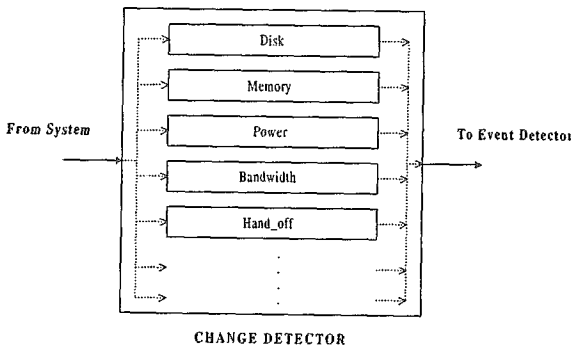 Disk
Memory
From System
Power
To Event Detector
Bandwidth
Hand_off
CHANGE DETECTOR